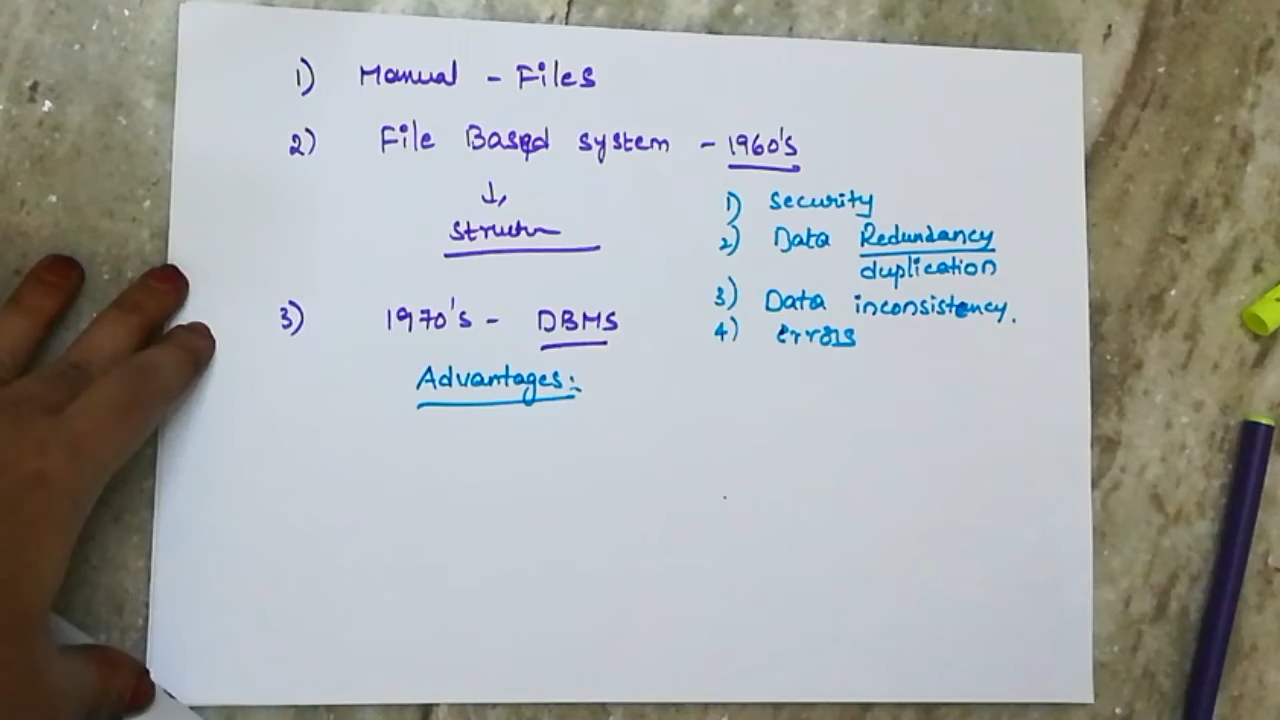 1) Manual - Files
2) File Based system - 1960's
↓
Structu
1) Security
2) Data Redundancy
duplication
3) Data inconsistency.
4) errors
3) 1970's - DBMS
Advantages: